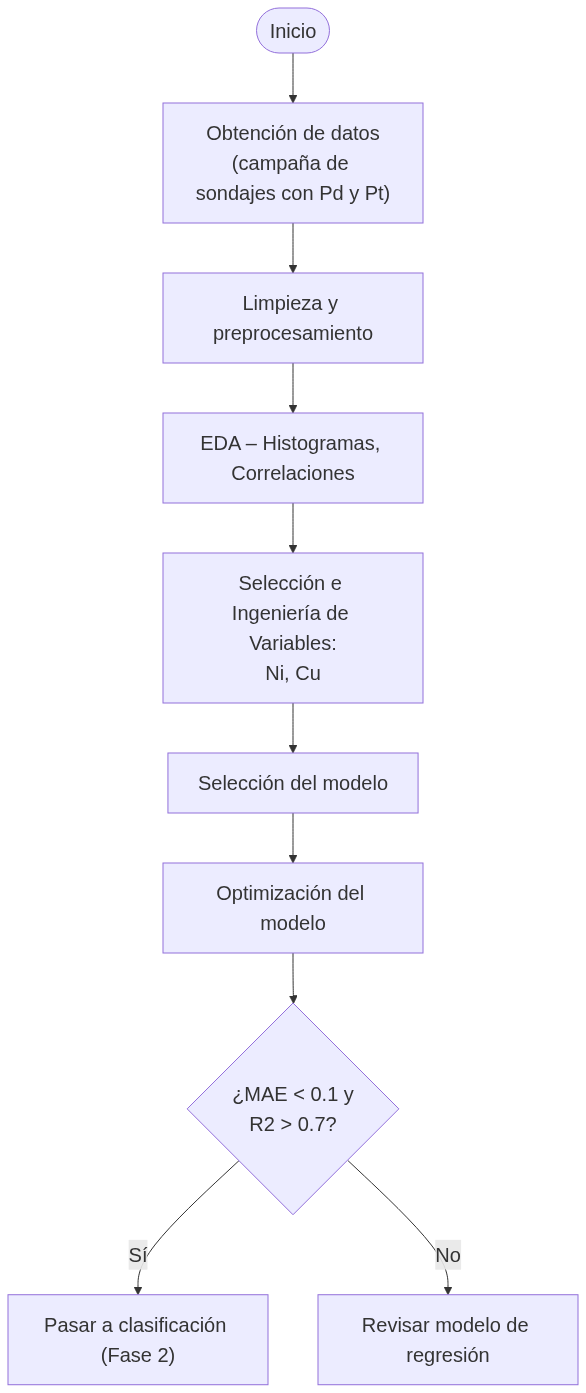 Inicio
Obtención de datos
(campaña de
sondajes con Pd y Pt)
Limpieza y
preprocesamiento
EDA – Histogramas,
Correlaciones
Selección e
Ingeniería de
Variables:
Ni, Cu
Selección del modelo
Optimización del
modelo
¿MAE < 0.1 y
R2 > 0.7?
Sí
No
Pasar a clasificación
(Fase 2)
Revisar modelo de
regresión